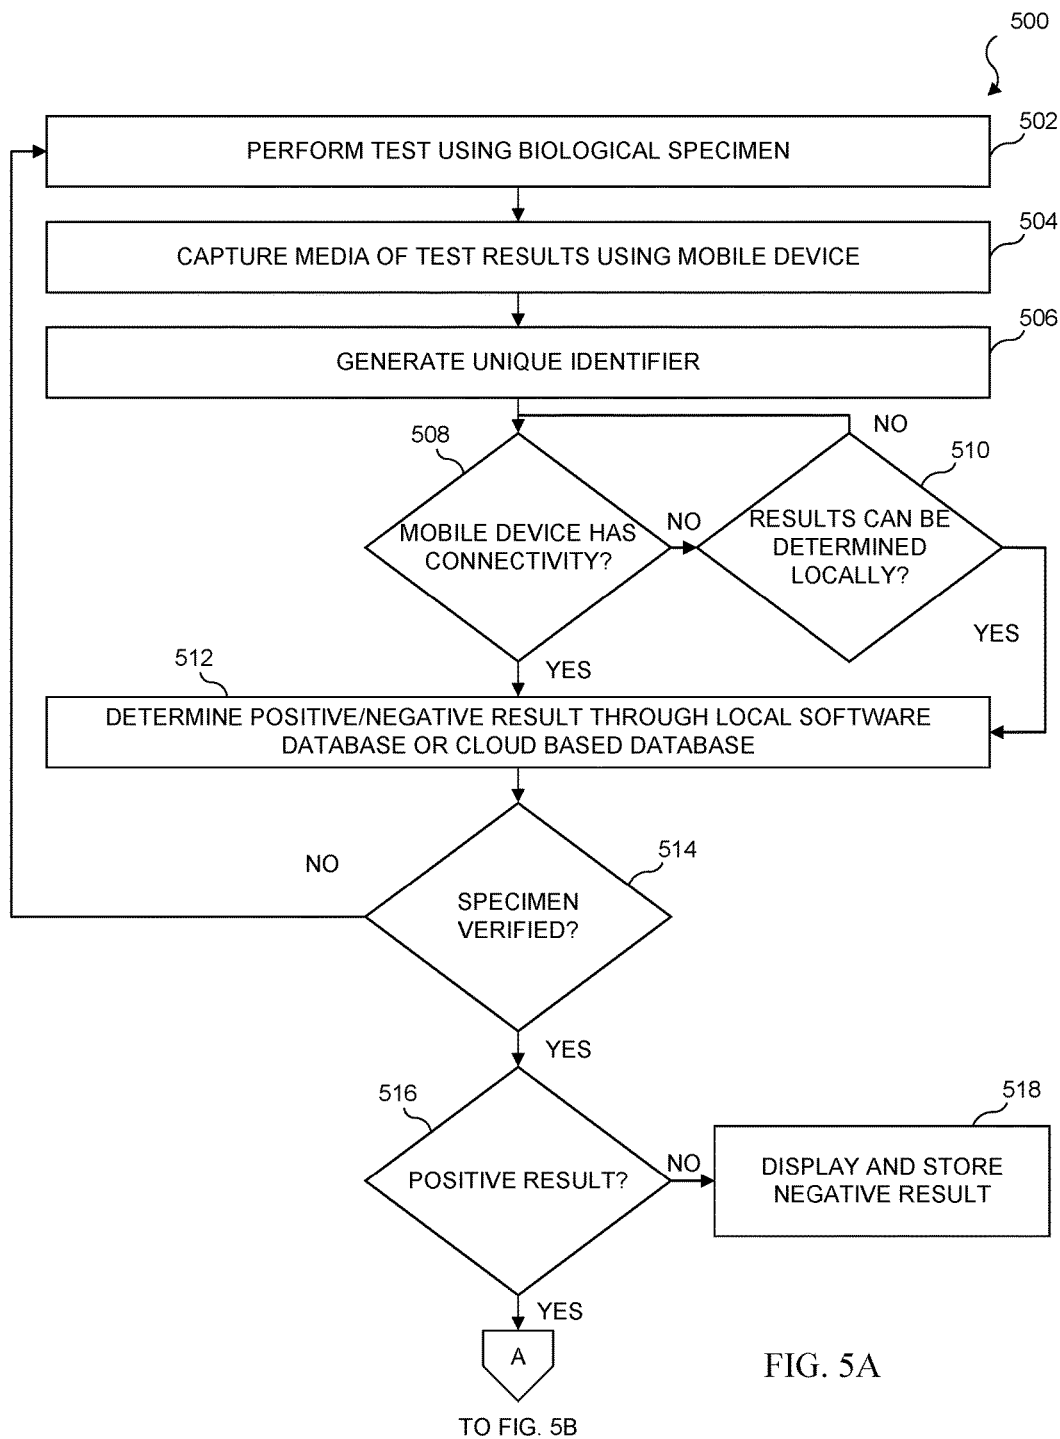 500
502
PERFORM TEST USING BIOLOGICAL SPECIMEN
504
CAPTURE MEDIA OF TEST RESULTS USING MOBILE DEVICE
506
GENERATE UNIQUE IDENTIFIER
NO
508
510
MOBILE DEVICE HAS
CONNECTIVITY?
NO
RESULTS CAN BE
DETERMINED
LOCALLY?
YES
YES
512
DETERMINE POSITIVE/NEGATIVE RESULT THROUGH LOCAL SOFTWARE
DATABASE OR CLOUD BASED DATABASE
NO
514
SPECIMEN
VERIFIED?
YES
516
POSITIVE RESULT?
NO
518
DISPLAY AND STORE
NEGATIVE RESULT
YES
A
TO FIG. 5B
FIG. 5A